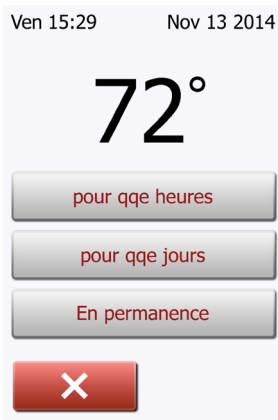 Ven 15:29 Nov 13 2014
72°
pour qqe heures
pour qqe jours
En permanence